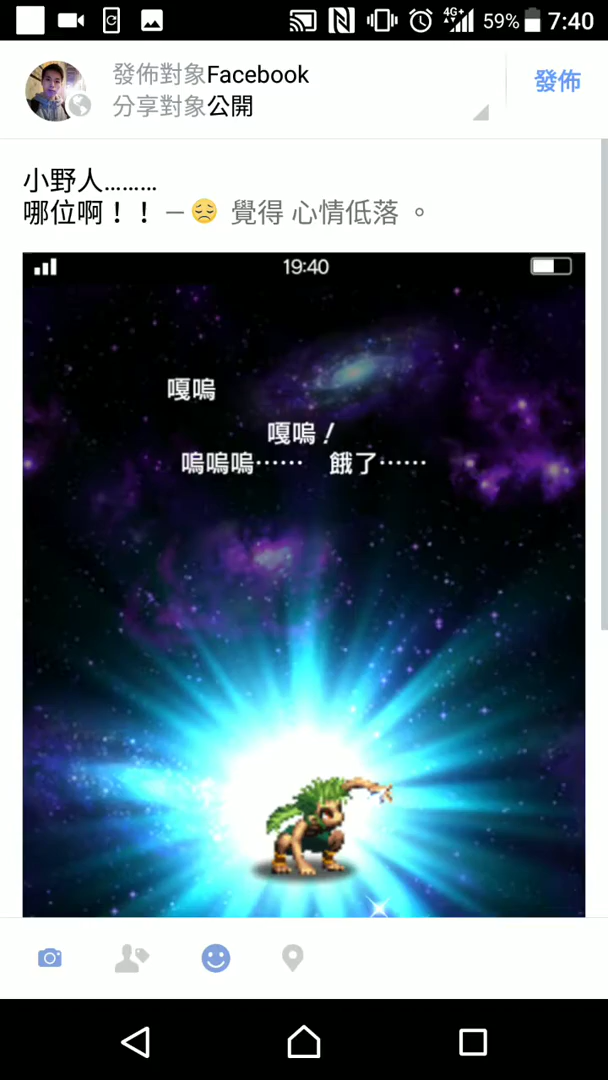 4G+ 59% 7:40
發佈對象Facebook
分享對象公開
發佈
小野人………
哪位啊！！ — 覺得 心情低落 。
19:40
嘎嗚
嘎嗚！
嗚嗚嗚…… 餓了……